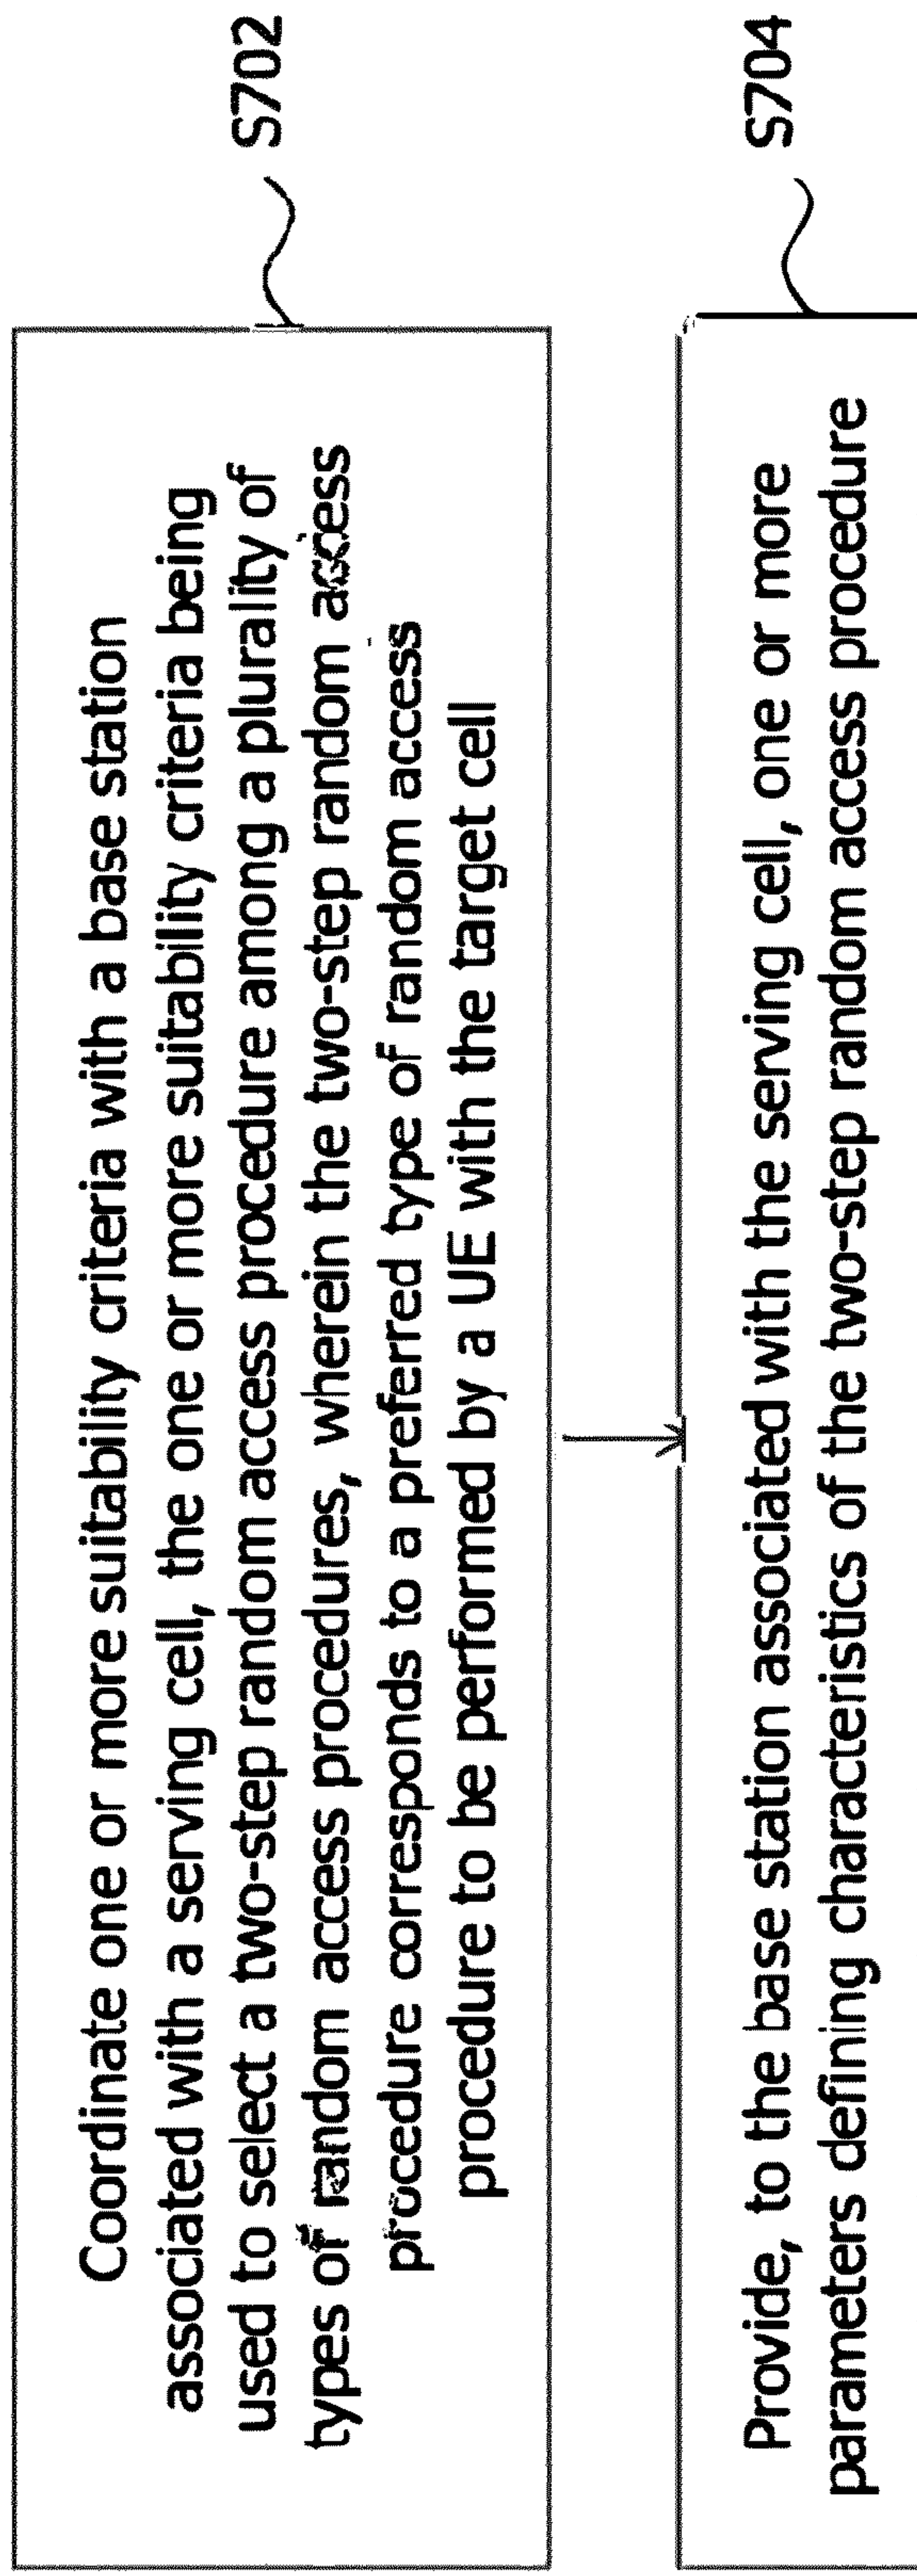 Coordinate one or more suitability criteria with a base station
associated with a serving cell, the one or more suitability criteria being
used to select a two-step random access procedure among a plurality of
types of random access procedures, wherein the two-step random access
procedure corresponds to a preferred type of random access
procedure to be performed by a UE with the target cell
S702
Provide, to the base station associated with the serving cell, one or more
parameters defining characteristics of the two-step random access procedure
S704